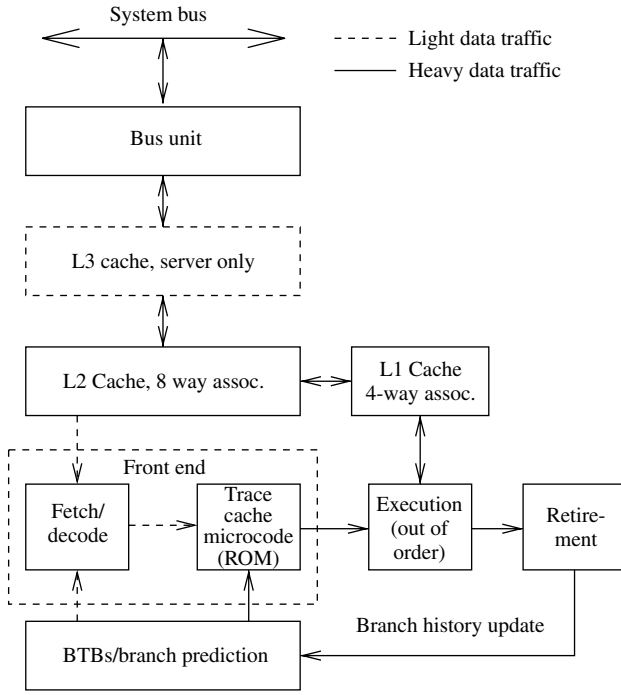 System bus
Light data traffic
Heavy data traffic
Bus unit
L3 cache, server only
L2 Cache, 8 way assoc.
L1 Cache
4-way assoc.
Front end
Fetch/
decode
Trace
cache
microcode
(ROM)
Execution
(out of
order)
Retire-
ment
Branch history update
BTBs/branch prediction